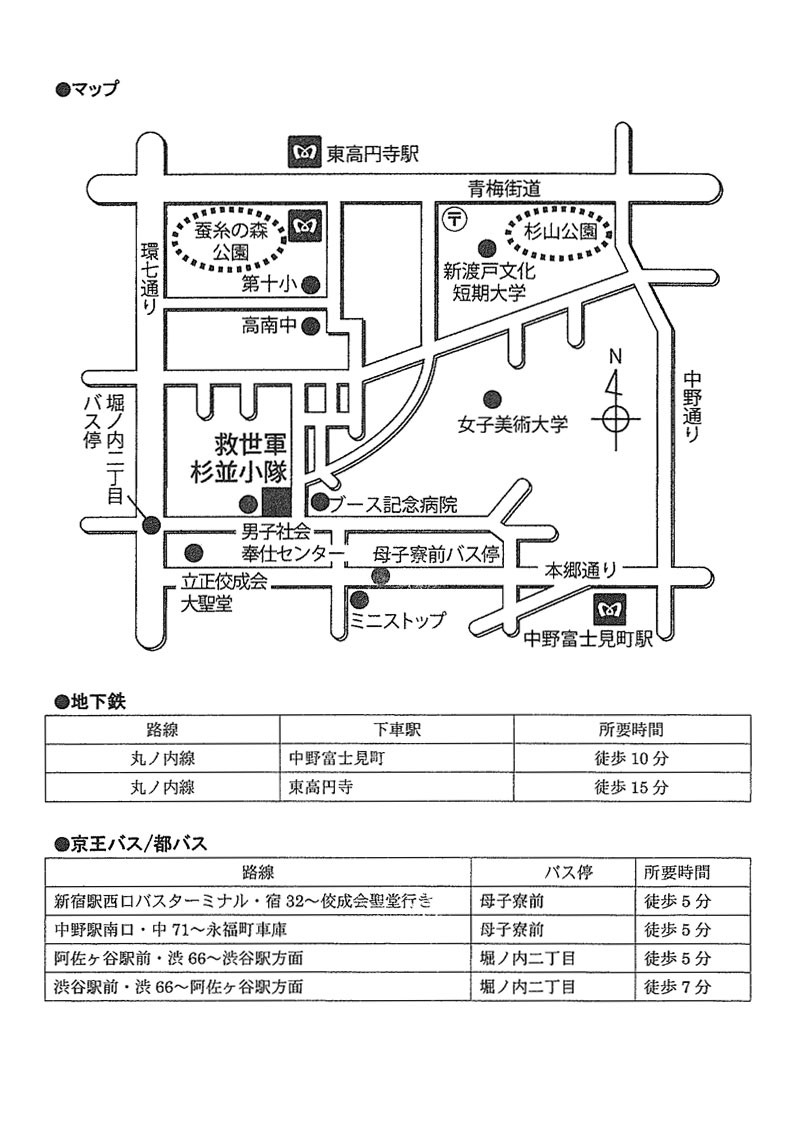 ●マップ
東高円寺駅
青梅街道
〒
蚕糸の森
公園
杉山公園
環七通り
新渡戸文化
短期大学
第十小
高南中
N
中野通り
堀ノ内二丁目
バス停
女子美術大学
救世軍
杉並小隊
ブース記念病院
男子社会
奉仕センター
母子寮前バス停
本郷通り
立正佼成会
大聖堂
ミニストップ
中野富士見町駅
●地下鉄
路線 下車駅 所要時間
丸ノ内線 中野富士見町 徒歩 10 分
丸ノ内線 東高円寺 徒歩 15 分
●京王バス/都バス
路線 バス停 所要時間
新宿駅西口バスターミナル・宿 32～佼成会聖堂行き 母子寮前 徒歩 5 分
中野駅南口・中 71～永福町車庫 母子寮前 徒歩 5 分
阿佐ヶ谷駅前・渋 66～渋谷駅方面 堀ノ内二丁目 徒歩 5 分
渋谷駅前・渋 66～阿佐ヶ谷駅方面 堀ノ内二丁目 徒歩 7 分